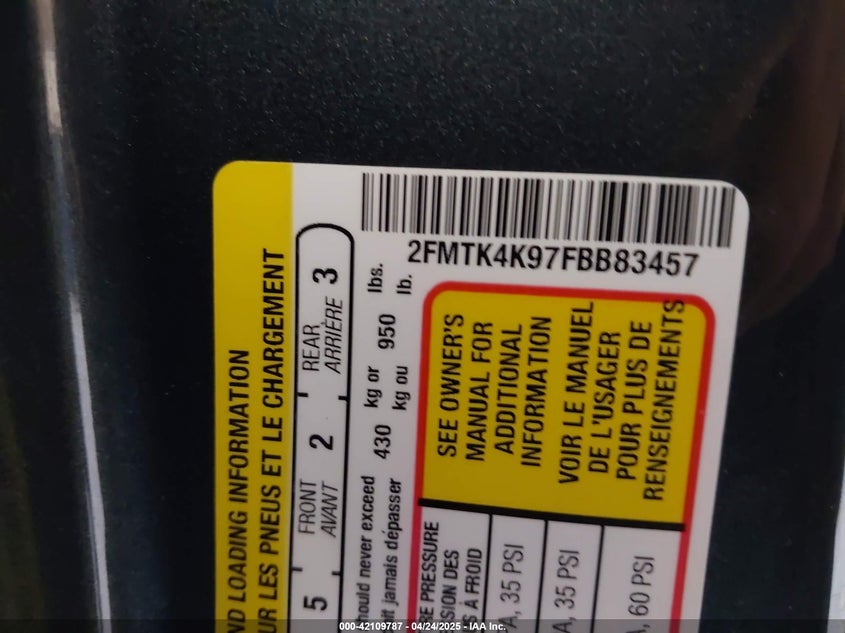 2FMTK4K97FBB83457
ND LOADING INFORMATION
UR LES PNEUS ET LE CHARGEMENT
5 FRONT AVANT 2 REAR ARRIÈRE 3
hould never exceed 430 kg or 950 lbs.
it jamais dépasser kg ou lb.
SEE OWNER'S
MANUAL FOR
ADDITIONAL
INFORMATION
VOIR LE MANUEL
DE L'USAGER
POUR PLUS DE
RENSEIGNEMENTS
E PRESSURE
SION DES
S À FROID
A, 35 PSI
A, 35 PSI
A, 60 PSI
000-42109787 - 04/24/2025 - IAA Inc.